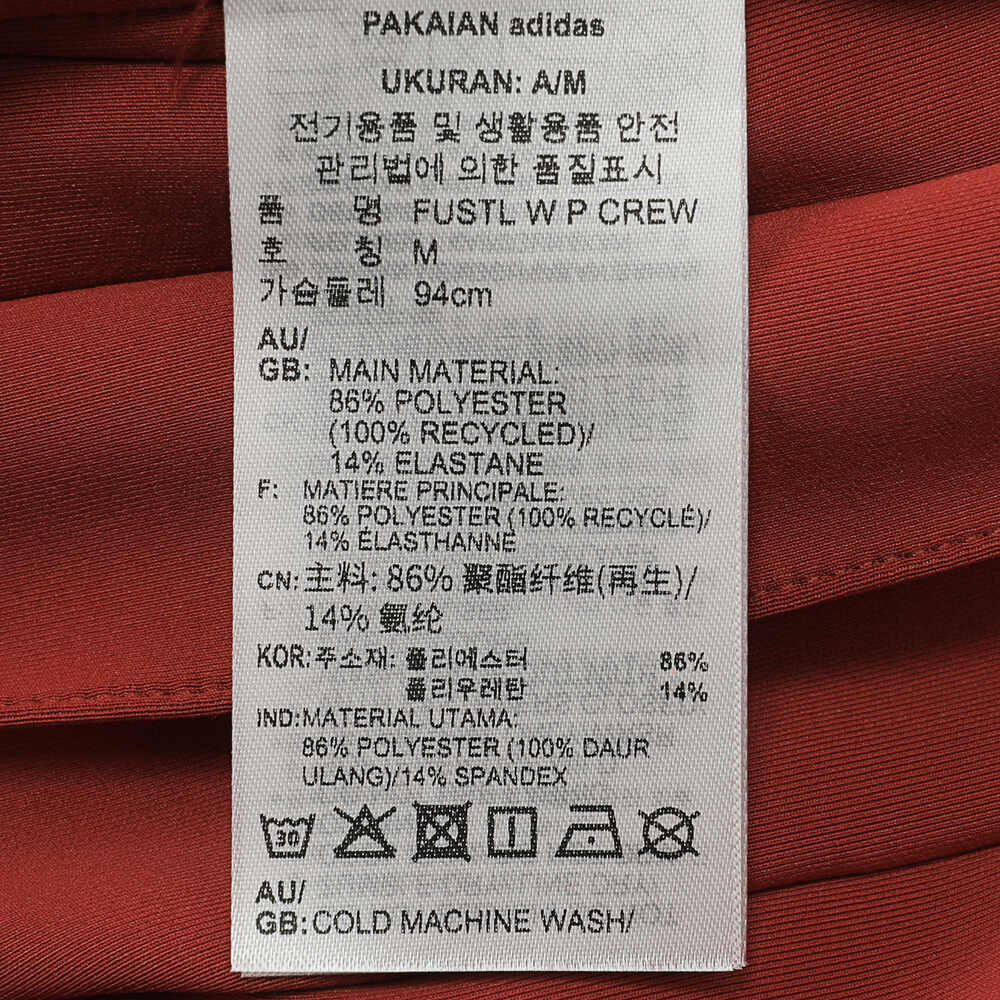 PAKAIAN adidas
UKURAN: A/M
전기용품 및 생활용품 안전
관리법에 의한 품질표시
품 명 FUSTL W P CREW
호 칭 M
가슴둘레 94cm
AU/
GB: MAIN MATERIAL:
86% POLYESTER
(100% RECYCLED)/
14% ELASTANE
F: MATIERE PRINCIPALE:
86% POLYESTER (100% RECYCLÉ)/
14% ÉLASTHANNE
CN: 主料: 86% 聚酯纤维(再生)/
14% 氨纶
KOR: 주소재: 폴리에스터 86%
폴리우레탄 14%
IND: MATERIAL UTAMA:
86% POLYESTER (100% DAUR
ULANG)/14% SPANDEX
30
AU/
GB: COLD MACHINE WASH/